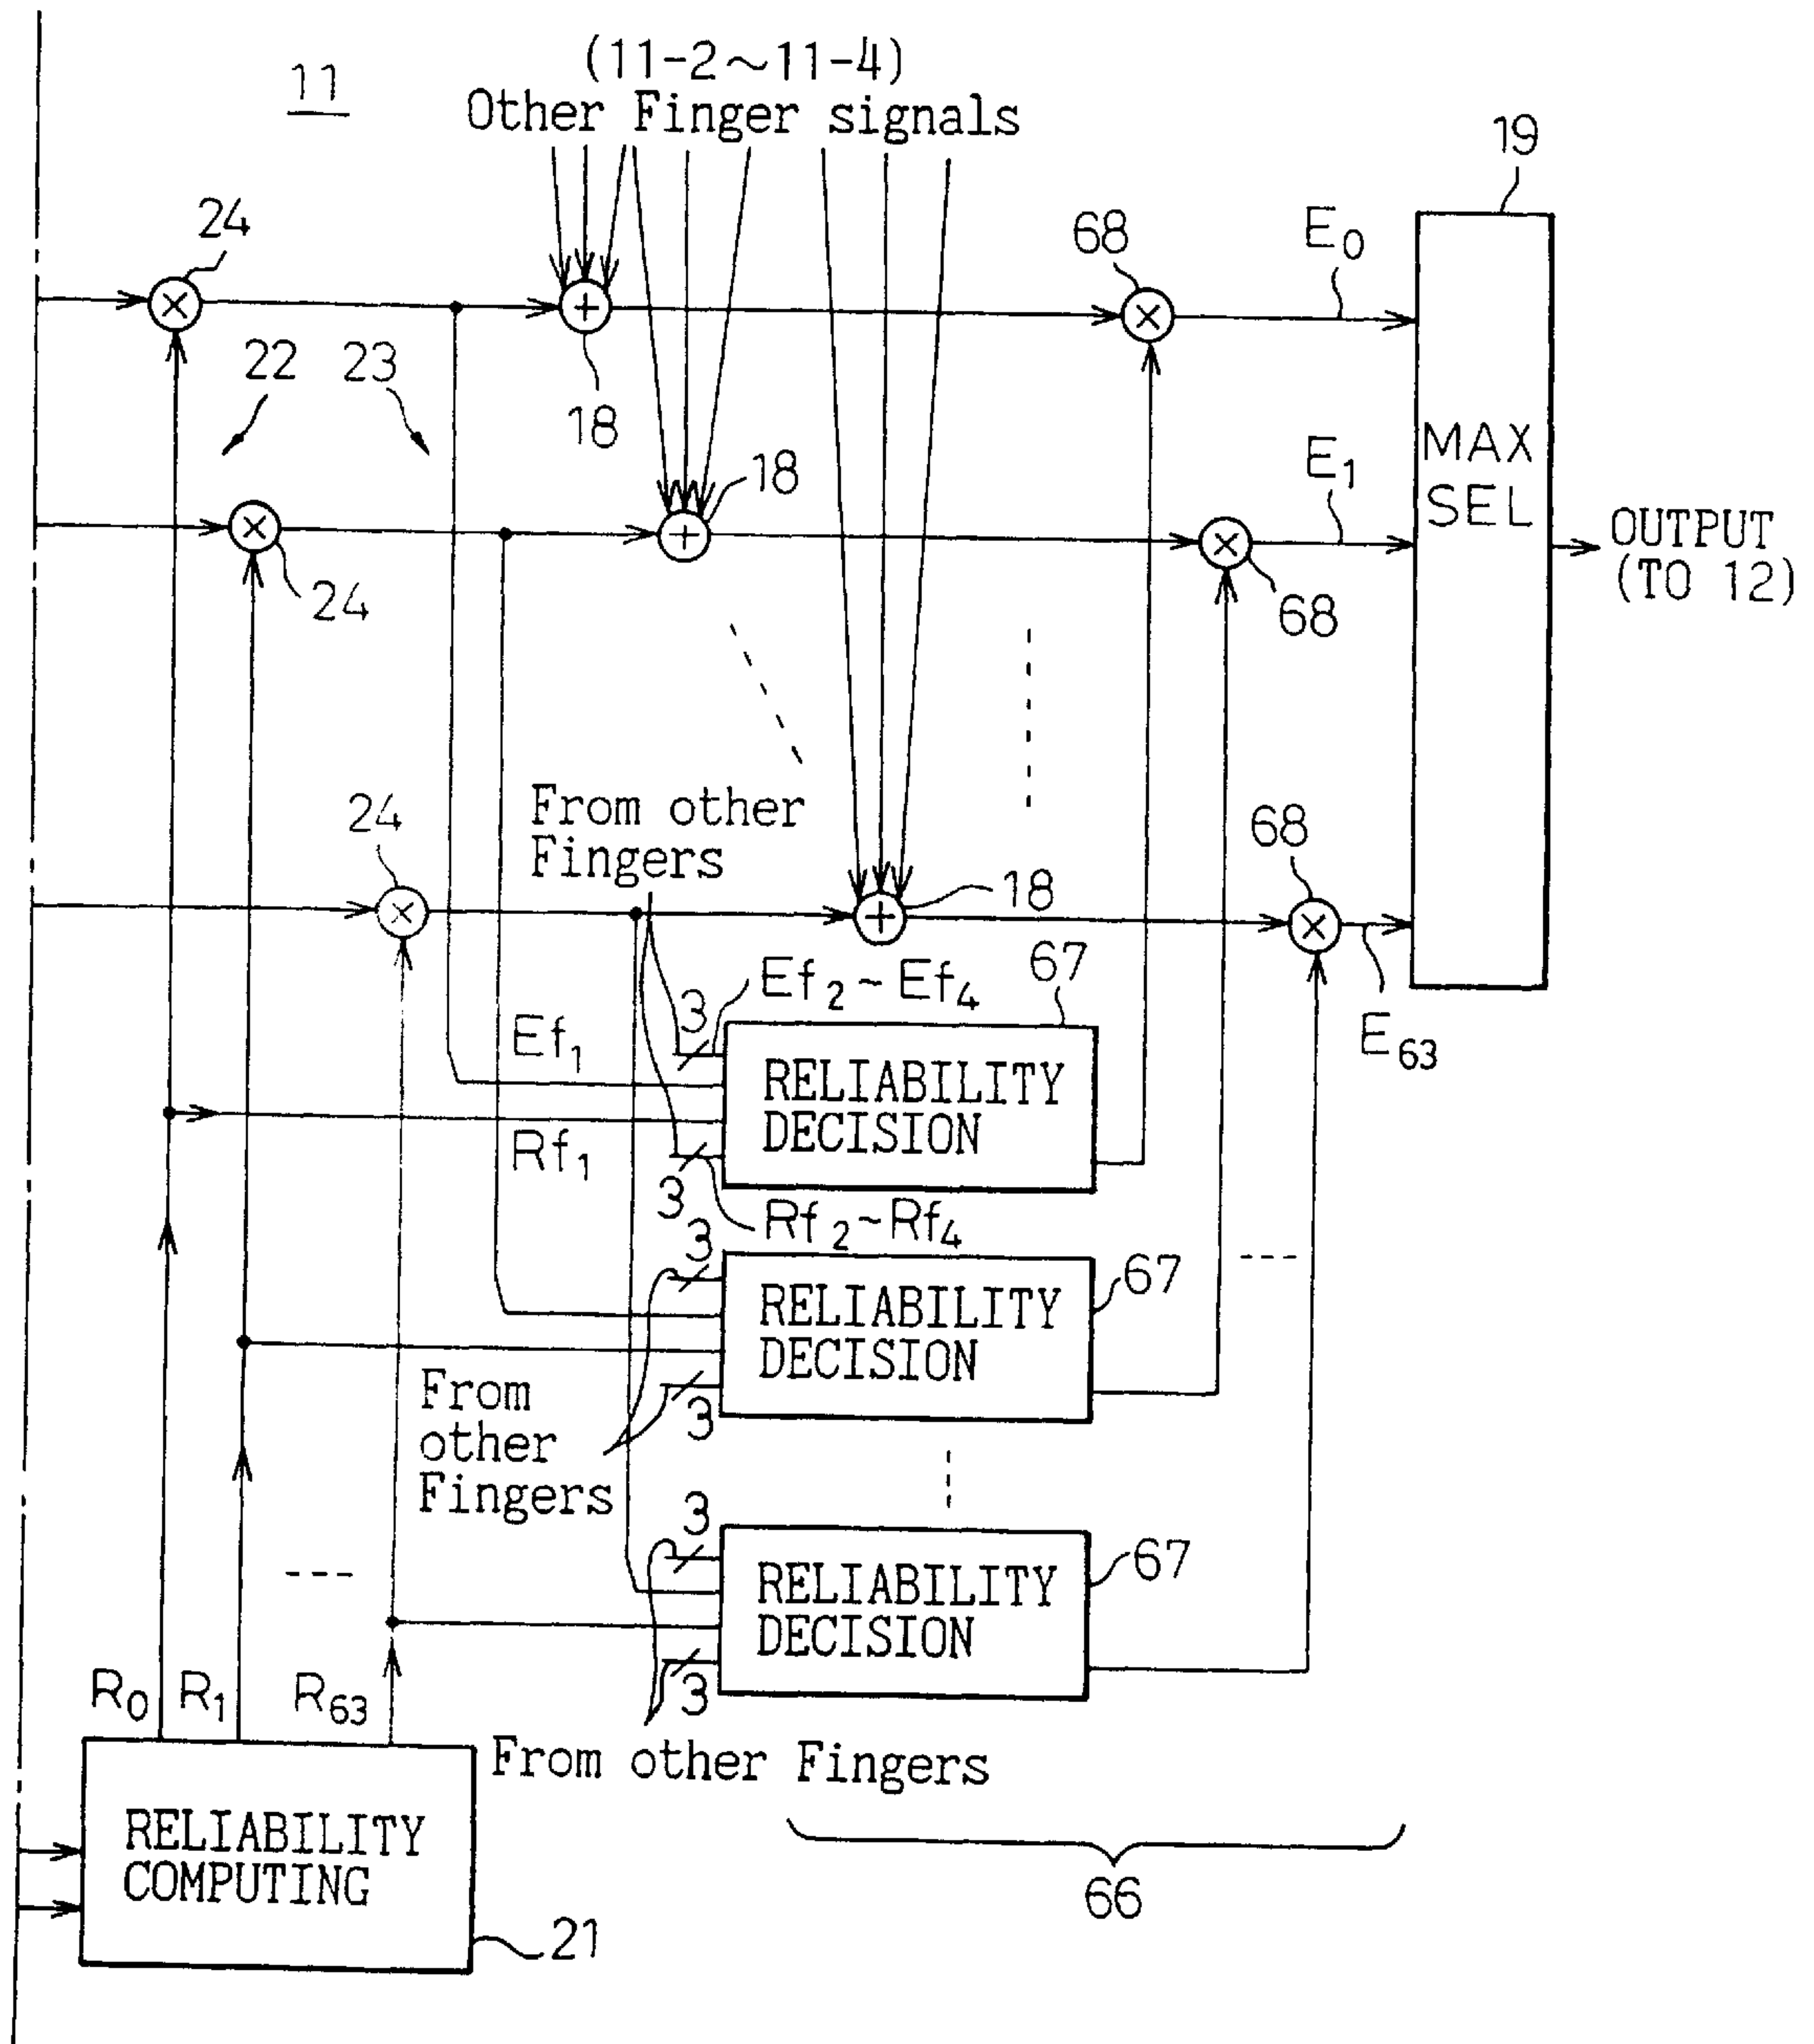 (11-2~11-4)
11
Other Finger signals
19
24
68
E0
22
23
18
MAX
SEL
E1
18
OUTPUT
(TO 12)
24
68
From other
Fingers
24
68
18
67
Ef2~Ef4
3
Ef1
E63
RELIABILITY
DECISION
Rf1
3
Rf2~Rf4
3
67
RELIABILITY
DECISION
From
other
Fingers
3
3
67
RELIABILITY
DECISION
3
R0
R1
R63
From other Fingers
RELIABILITY
COMPUTING
66
21